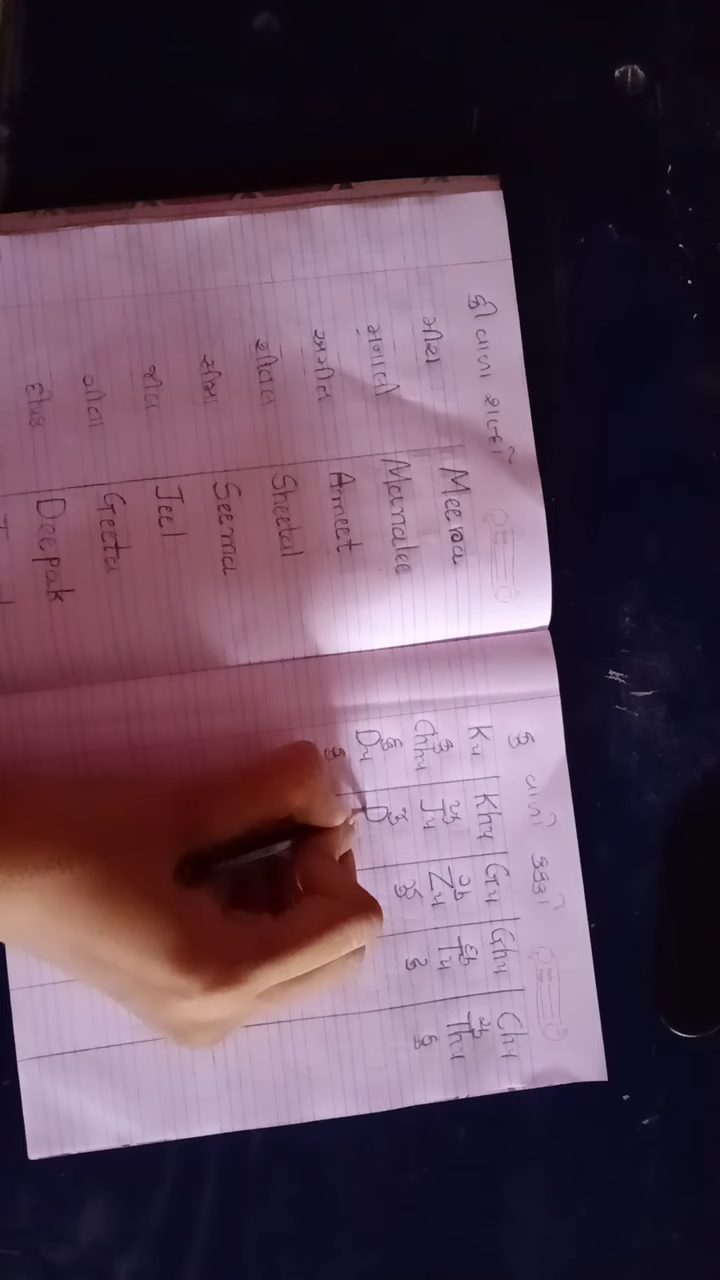 કી વાળા શબ્દો
મીરા Meera
મનાલી Manalee
અમીત Ameet
શીતલ Sheetal
સીમા Seema
જીલ Jeel
ગીતા Geeta
દીપક Deepak
કુ વાળો કક્કો
Ku Khu Gu Ghu Chu
કુ ખુ ગુ ઘુ ચુ
Chhu Ju Zu Tu Thu
છુ જુ ઝુ ટુ ઠુ
Du D
ડુ